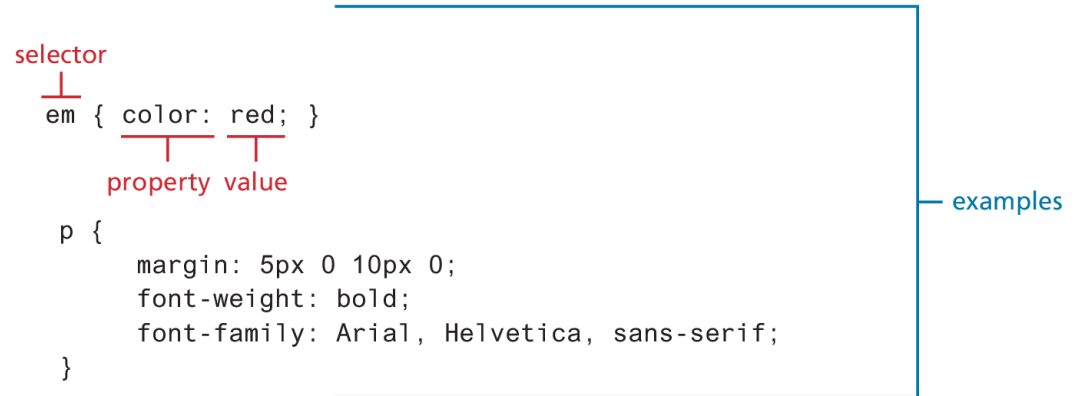 selector
em { color: red; }
property value
examples
p {
margin: 5px 0 10px 0;
font-weight: bold;
font-family: Arial, Helvetica, sans-serif;
}